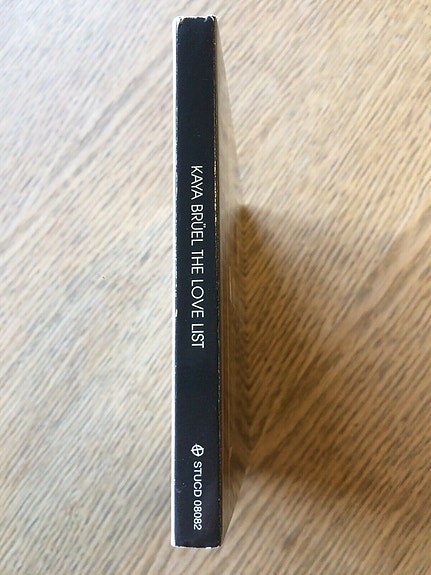 KAYA BRÜEL THE LOVE LIST
STUCD 08082